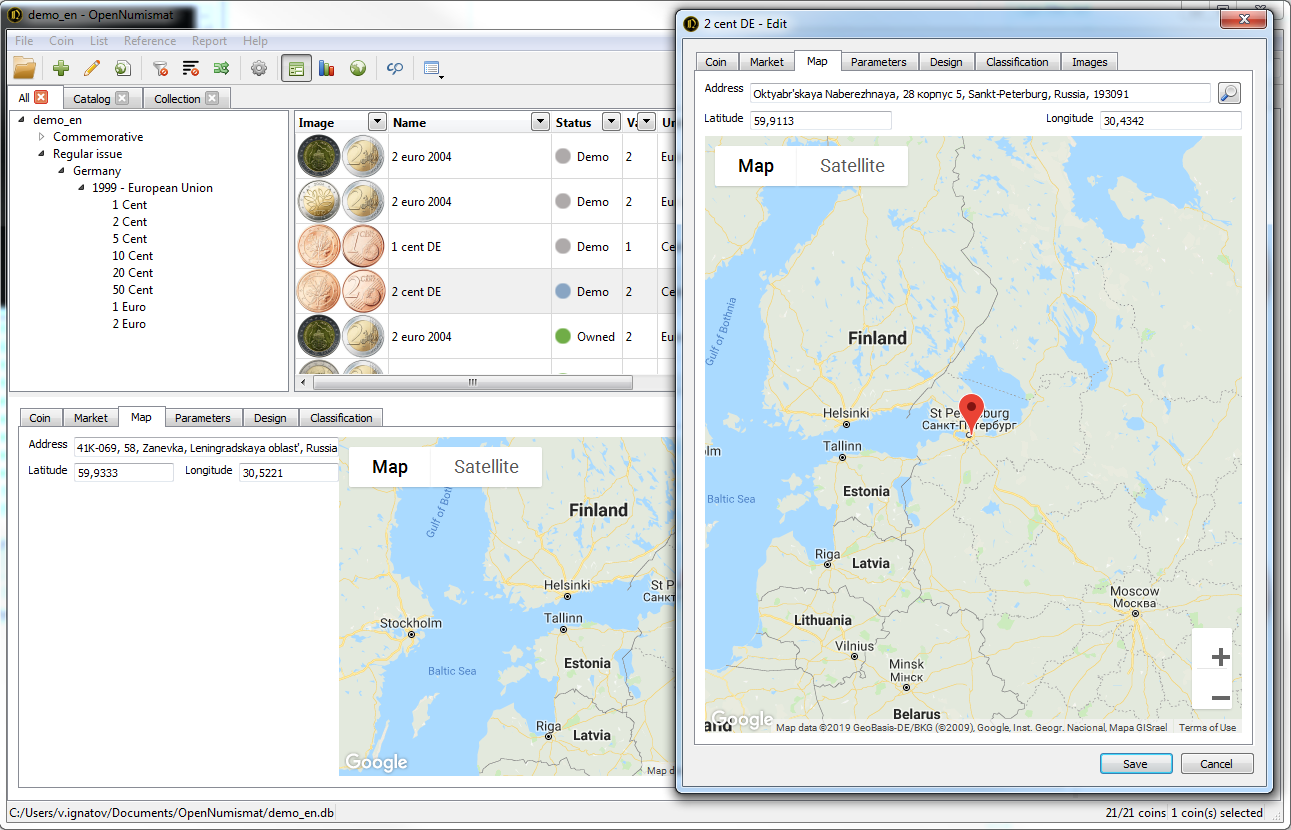 demo_en - OpenNumismat
File Coin List Reference Report Help
All Catalog Collection
demo_en
Commemorative
Regular issue
Germany
1999 - European Union
1 Cent
2 Cent
5 Cent
10 Cent
20 Cent
50 Cent
1 Euro
2 Euro
Image Name Status
2 euro 2004 Demo 2 Eu
2 euro 2004 Demo 2 Eu
1 cent DE Demo 1 Ce
2 cent DE Demo 2 Ce
2 euro 2004 Owned 2 Eu
Coin Market Map Parameters Design Classification
Address 41K-069, 58, Zanevka, Leningradskaya oblast', Russia
Latitude 59,9333 Longitude 30,5221
Map Satellite
Gulf of Both
Finland
Helsinki
St P
Санкт
Tallinn
Stockholm
Estonia
Baltic Sea
Riga
Latvia
Google
Map d
2 cent DE - Edit
Coin Market Map Parameters Design Classification Images
Address Oktyabr'skaya Naberezhnaya, 28 корпус 5, Sankt-Peterburg, Russia, 193091
Latitude 59,9113 Longitude 30,4342
Map Satellite
Gulf of Bothnia
Finland
Helsinki
St Pe burg
Санкт-Петербург
Tallinn
lm
Estonia
Baltic Sea
Riga
Latvia
Moscow
Москва
Lithuania
Vilnius
Minsk
Мінск
Belarus
and
Google
Map data ©2019 GeoBasis-DE/BKG (©2009), Google, Inst. Geogr. Nacional, Mapa GISrael Terms of Use
Save Cancel
C:/Users/v.ignatov/Documents/OpenNumismat/demo_en.db
21/21 coins 1 coin(s) selected